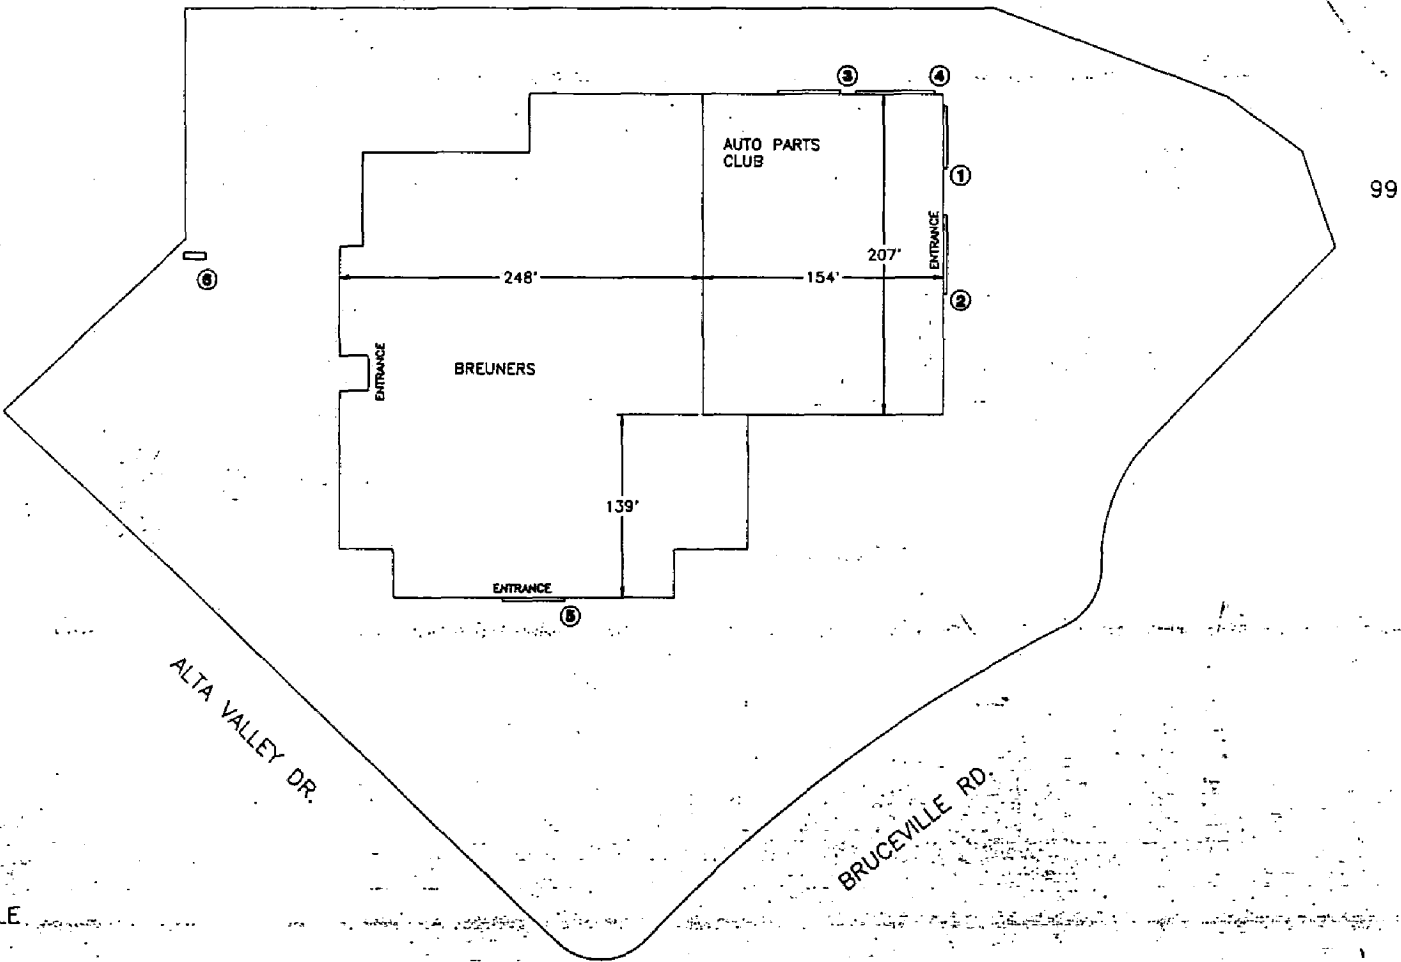 3
4
AUTO PARTS
CLUB
1
99
ENTRANCE
207'
6
248'
154'
2
ENTRANCE
BREUNERS
139'
ENTRANCE
5
ALTA VALLEY DR.
BRUCEVILLE RD.
LE